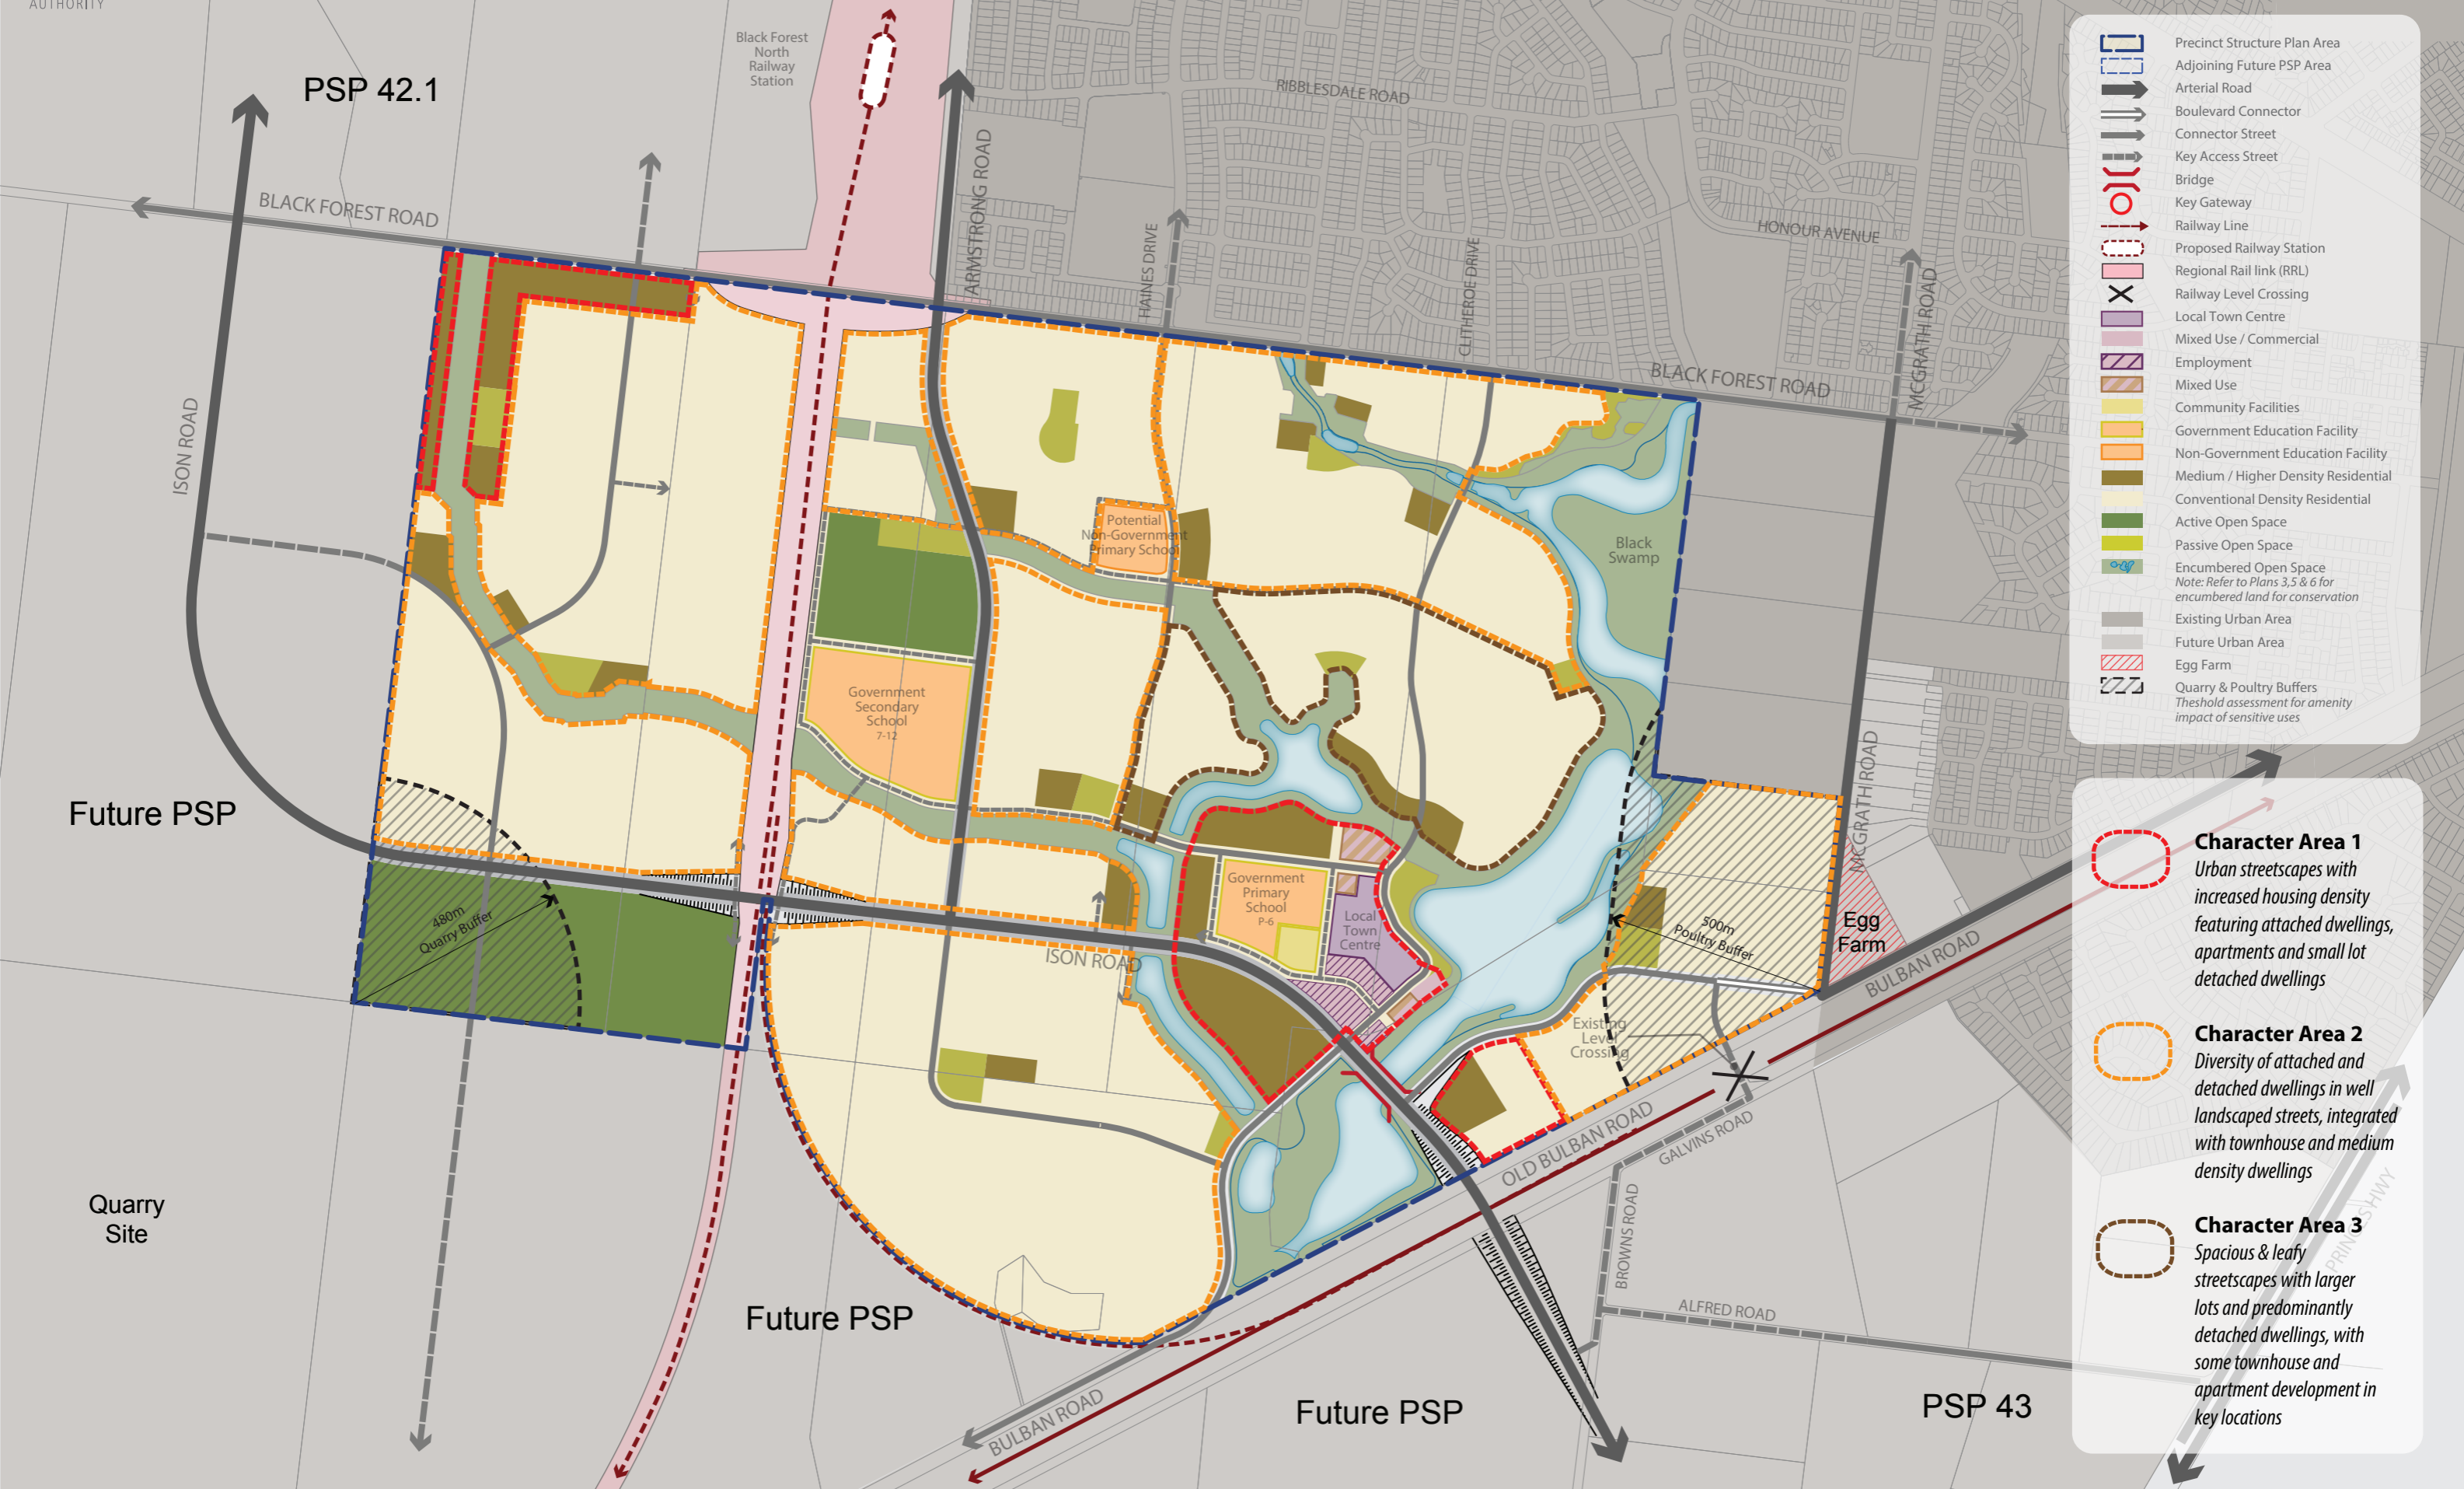 AUTHORITY
PSP 42.1
Black Forest
North
Railway
Station
ARMSTRONG ROAD
RIBBLESDALE ROAD
HONOUR AVENUE
HAINES DRIVE
CLITHEROE DRIVE
MCGRATH ROAD
BLACK FOREST ROAD
BLACK FOREST ROAD
ISON ROAD
Potential
Non-Government
Primary School
Black
Swamp
Government
Secondary
School
7-12
MCGRATH ROAD
Future PSP
480m
Quarry Buffer
Government
Primary
School
P-6
Local
Town
Centre
500m
Poultry Buffer
Egg
Farm
BULBAN ROAD
ISON ROAD
Existing
Level
Crossing
OLD BULBAN ROAD
GALVINS ROAD
BROWNS ROAD
ALFRED ROAD
Quarry
Site
Future PSP
BULBAN ROAD
Future PSP
PSP 43
PRINCES HWY
Precinct Structure Plan Area
Adjoining Future PSP Area
Arterial Road
Boulevard Connector
Connector Street
Key Access Street
Bridge
Key Gateway
Railway Line
Proposed Railway Station
Regional Rail link (RRL)
Railway Level Crossing
Local Town Centre
Mixed Use / Commercial
Employment
Mixed Use
Community Facilities
Government Education Facility
Non-Government Education Facility
Medium / Higher Density Residential
Conventional Density Residential
Active Open Space
Passive Open Space
Encumbered Open Space
Note: Refer to Plans 3,5 & 6 for
encumbered land for conservation
Existing Urban Area
Future Urban Area
Egg Farm
Quarry & Poultry Buffers
Theshold assessment for amenity
impact of sensitive uses
Character Area 1
Urban streetscapes with
increased housing density
featuring attached dwellings,
apartments and small lot
detached dwellings
Character Area 2
Diversity of attached and
detached dwellings in well
landscaped streets, integrated
with townhouse and medium
density dwellings
Character Area 3
Spacious & leafy
streetscapes with larger
lots and predominantly
detached dwellings, with
some townhouse and
apartment development in
key locations